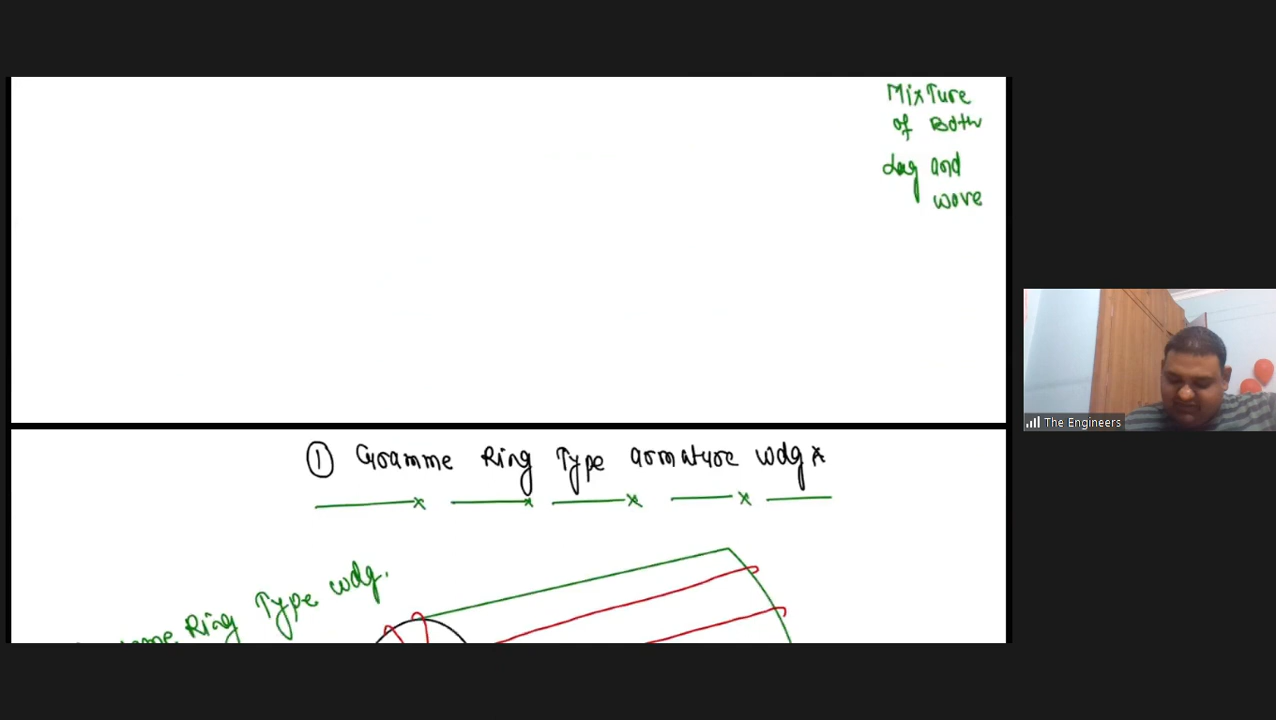 Mixture
of Both
Lap and
wave
① Gramme Ring Type armature wdg
Ring Type wdg.
The Engineers